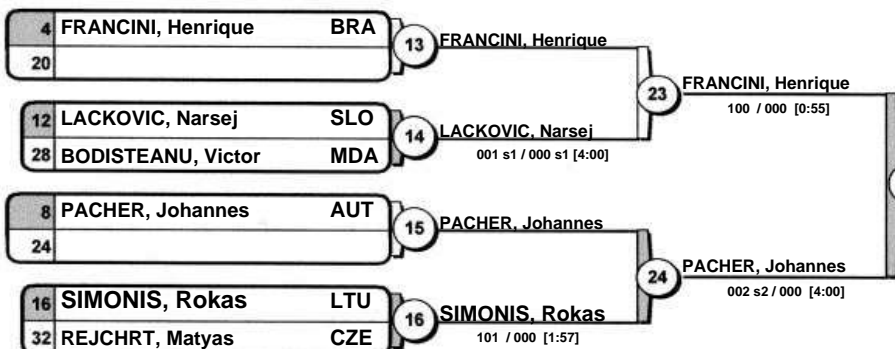 4 FRANCINI, Henrique BRA
20
13
FRANCINI, Henrique
12 LACKOVIC, Narsej SLO
28 BODISTEANU, Victor MDA
14
LACKOVIC, Narsej
001 s1 / 000 s1 [4:00]
23
FRANCINI, Henrique
100 / 000 [0:55]
8 PACHER, Johannes AUT
24
15
PACHER, Johannes
16 SIMONIS, Rokas LTU
32 REJCHRT, Matyas CZE
16
SIMONIS, Rokas
101 / 000 [1:57]
24
PACHER, Johannes
002 s2 / 000 [4:00]